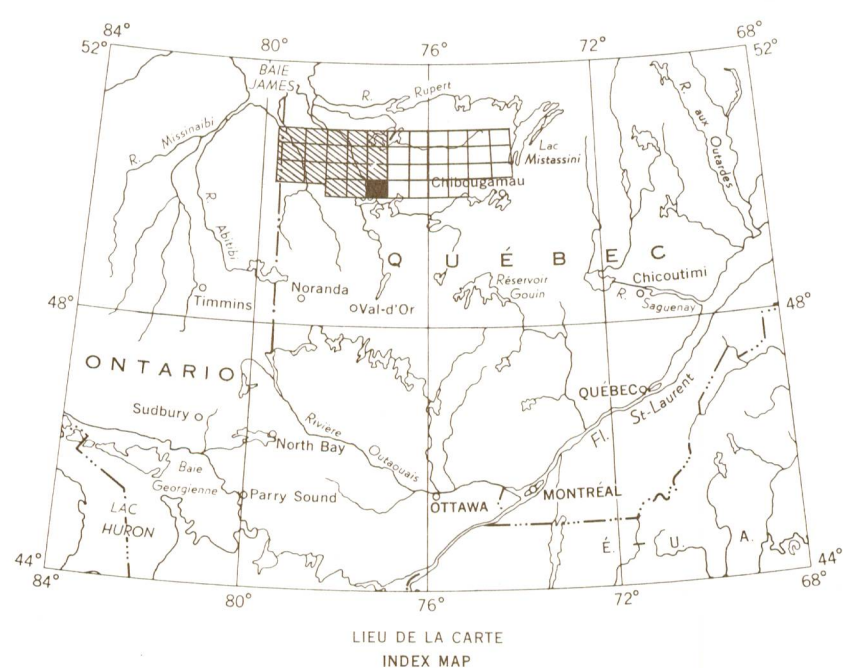 84°
80°
76°
72°
68°
52°
52°
BAIE
JAMES
R. Rupert
R. Missinaibi
R. Abitibi
Lac
Mistassini
R. aux Outardes
Chibougamau
QUÉBEC
Chicoutimi
R. Saguenay
Réservoir
Gouin
Timmins
Noranda
Val-d'Or
48°
48°
ONTARIO
QUÉBEC
Fl. St-Laurent
Sudbury
North Bay
Rivière Outaouais
Baie
Georgienne
Parry Sound
OTTAWA
MONTRÉAL
LAC
HURON
É. U. A.
44°
44°
84°
80°
76°
72°
68°
LIEU DE LA CARTE
INDEX MAP